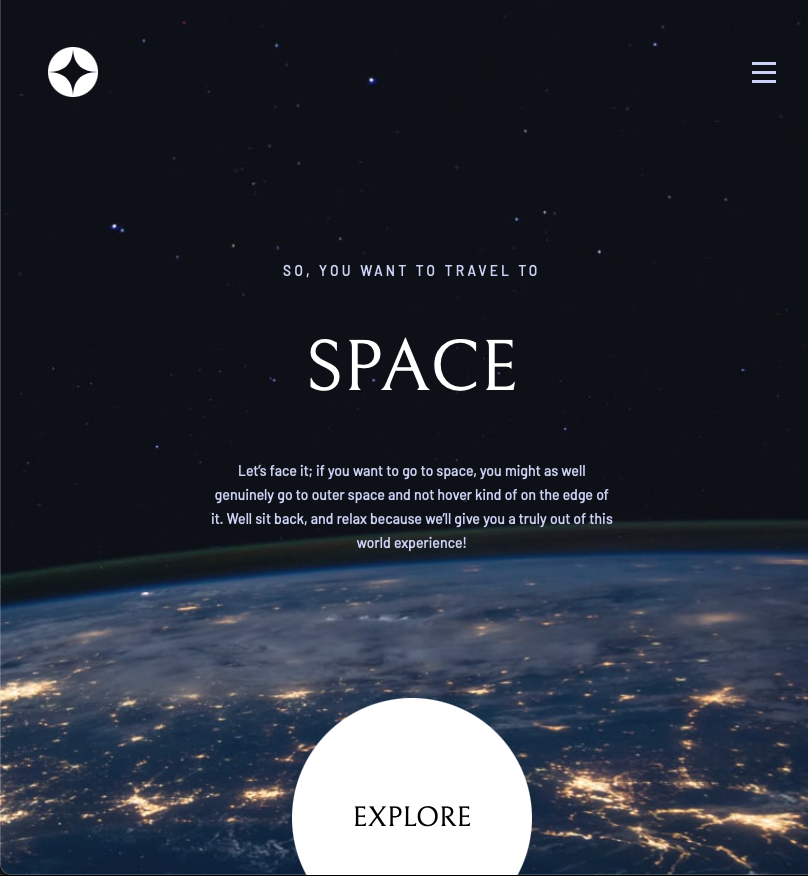 SO, YOU WANT TO TRAVEL TO
SPACE
Let’s face it; if you want to go to space, you might as well
genuinely go to outer space and not hover kind of on the edge of
it. Well sit back, and relax because we’ll give you a truly out of this
world experience!
EXPLORE